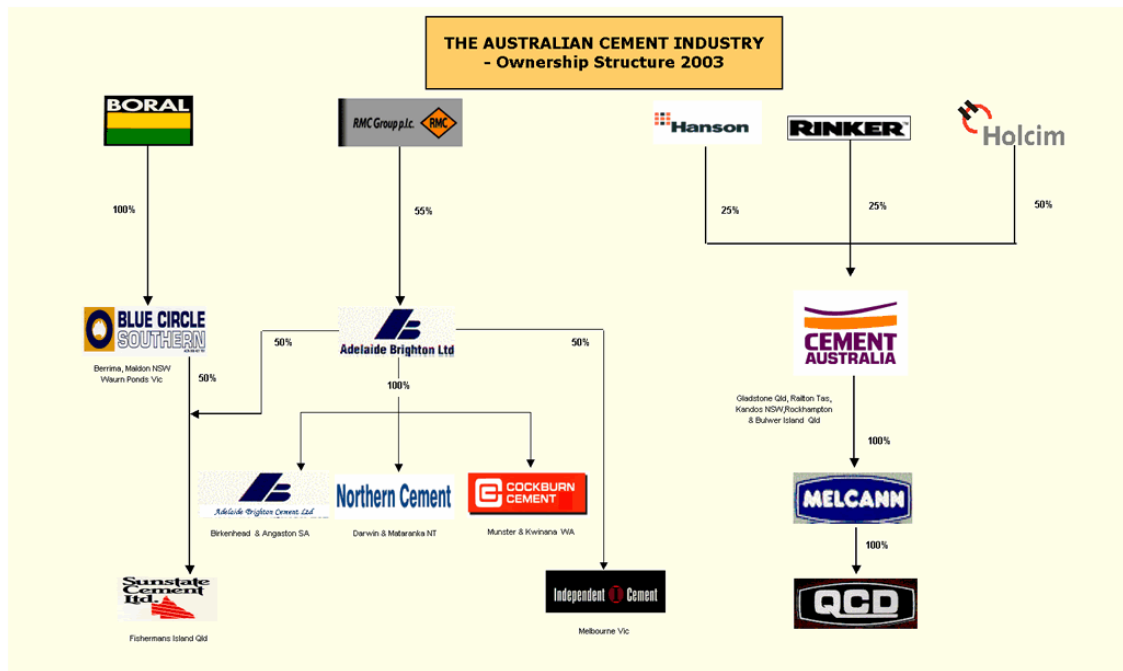 THE AUSTRALIAN CEMENT INDUSTRY
- Ownership Structure 2003
BORAL
RMC Group p.l.c. RMC
Hanson
RINKER™
Holcim
100%
55%
25%
25%
50%
BLUE CIRCLE
SOUTHERN
Berrima, Maldon NSW
Waurn Ponds Vic
50%
50%
Adelaide Brighton Ltd
50%
100%
CEMENT
AUSTRALIA
Gladstone Qld, Railton Tas,
Kandos NSW,Rockhampton
& Bulwer Island Qld
100%
Adelaide Brighton Cement Ltd
Birkenhead & Angaston SA
Northern Cement
Darwin & Mataranka NT
COCKBURN
CEMENT
Munster & Kwinana WA
MELCANN
100%
Sunstate
Cement
Ltd.
Fishermans Island Qld
Independent Cement
Melbourne Vic
QCD